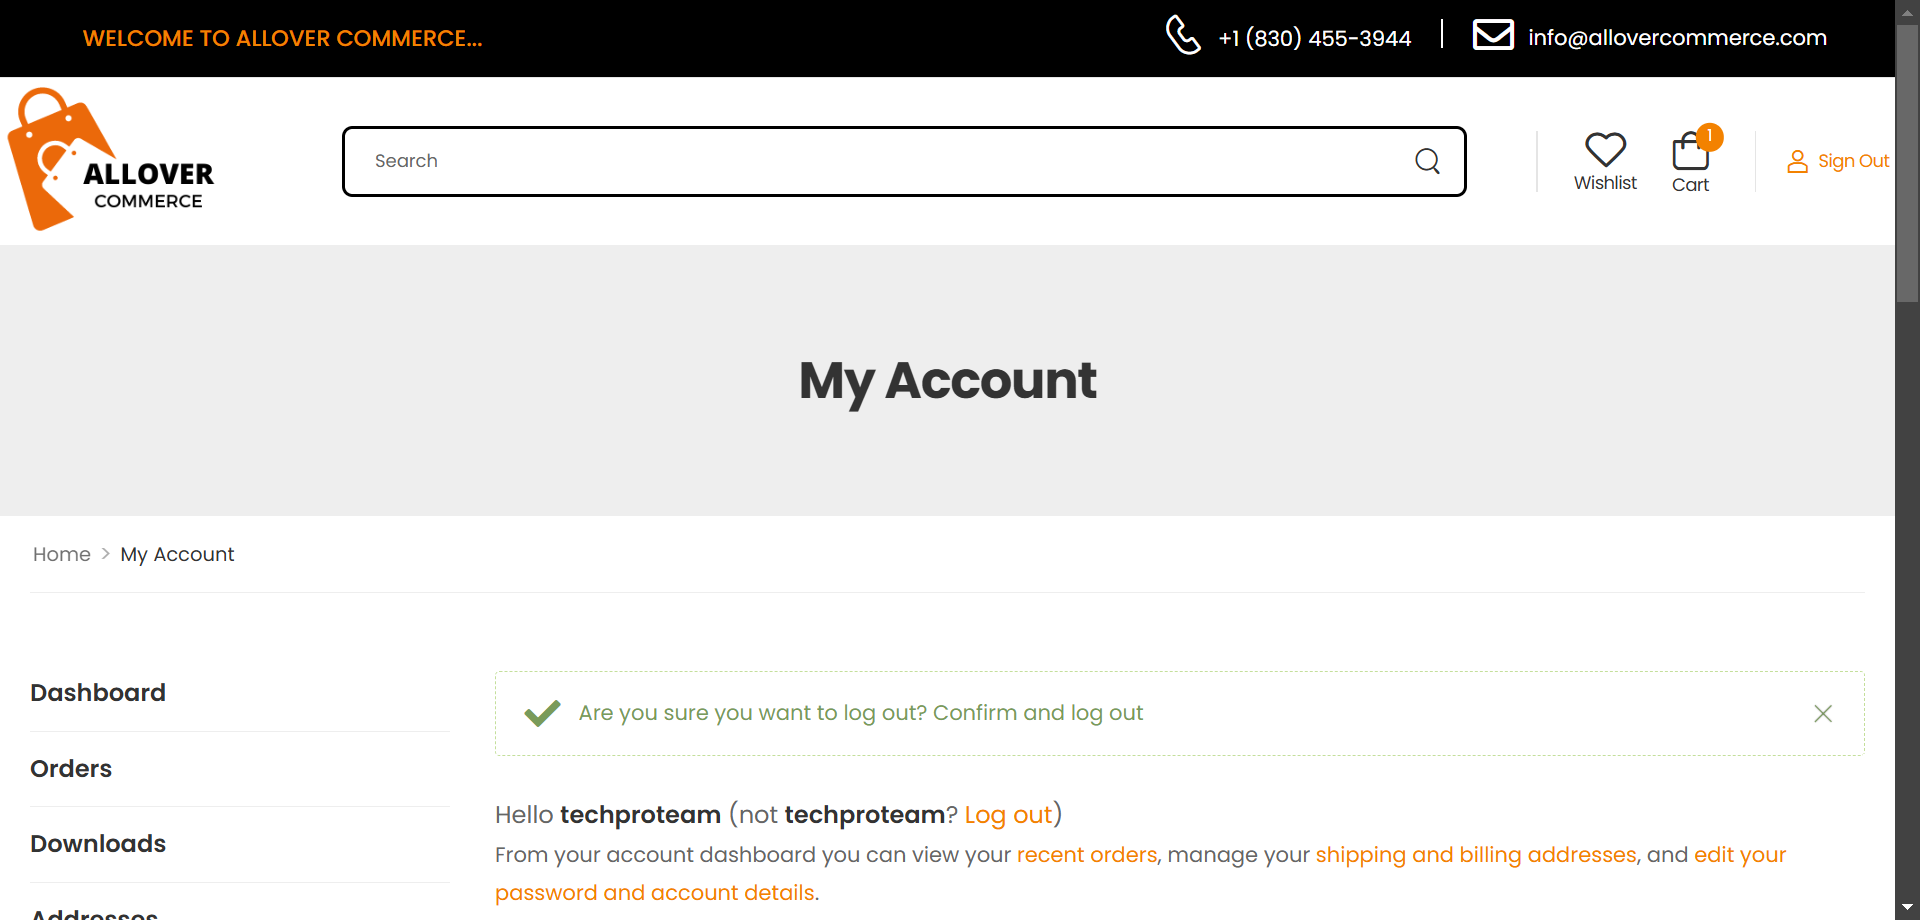 WELCOME TO ALLOVER COMMERCE...
+1 (830) 455-3944
info@allovercommerce.com
ALLOVER
COMMERCE
Search
Wishlist
1
Cart
Sign Out
My Account
Home > My Account
Dashboard
Orders
Downloads
Addresses
Are you sure you want to log out? Confirm and log out
Hello techproteam (not techproteam? Log out)
From your account dashboard you can view your recent orders, manage your shipping and billing addresses, and edit your
password and account details.